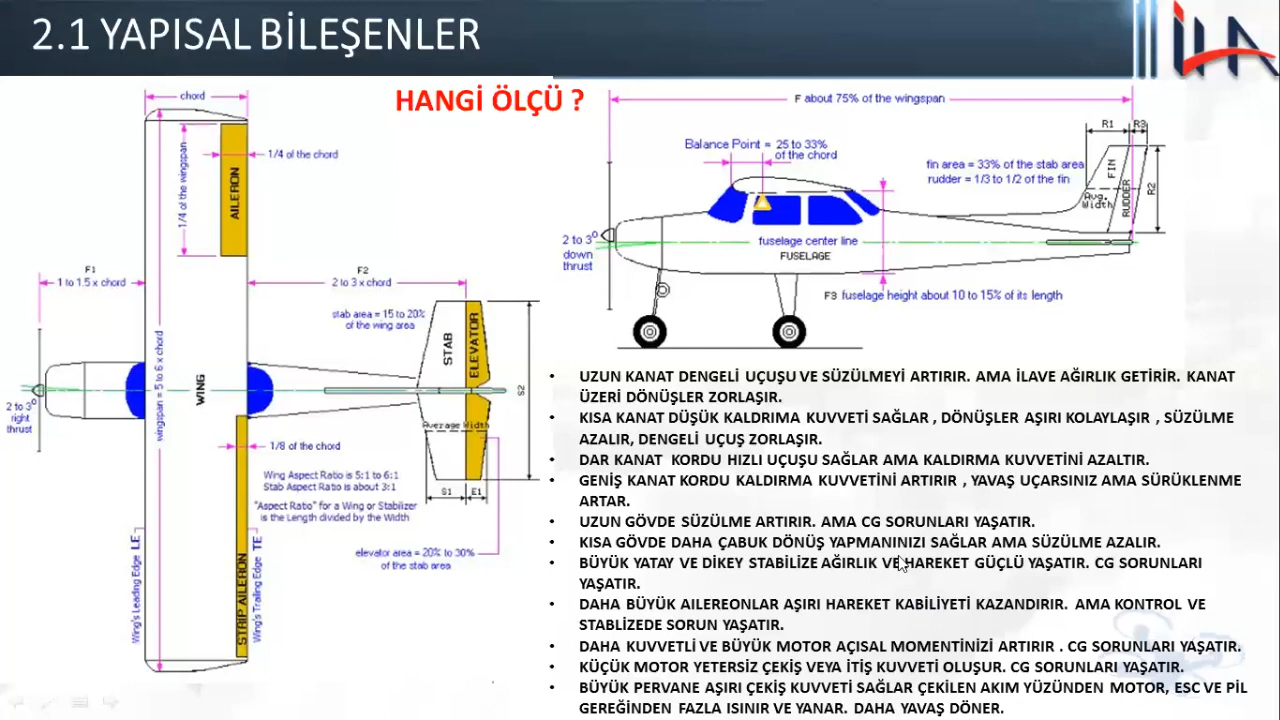 2.1 YAPISAL BİLEŞENLER
İHA
HANGİ ÖLÇÜ ?
chord
1/4 of the chord
1/4 of the wingspan
AILERON
F1
1 to 1.5 x chord
F2
2 to 3 x chord
stab area = 15 to 20%
of the wing area
STAB
ELEVATOR
S2
wingspan = 5 to 6 x chord
WING
2 to 3°
right
thrust
Average Width
1/8 of the chord
Wing Aspect Ratio is 5:1 to 6:1
Stab Aspect Ratio is about 3:1
"Aspect Ratio" for a Wing or Stabilizer
is the Length divided by the Width
S1
E1
elevator area = 20% to 30%
of the stab area
Wing's Leading Edge LE
STRIP AILERON
Wing's Trailing Edge TE
F about 75% of the wingspan
Balance Point = 25 to 33%
of the chord
R1
R3
fin area = 33% of the stab area
rudder = 1/3 to 1/2 of the fin
FIN
RUDDER
R2
Avg.
Width
2 to 3°
down
thrust
fuselage center line
FUSELAGE
F3 fuselage height about 10 to 15% of its length
• UZUN KANAT DENGELİ UÇUŞU VE SÜZÜLMEYİ ARTIRIR. AMA İLAVE AĞIRLIK GETİRİR. KANAT
ÜZERİ DÖNÜŞLER ZORLAŞIR.
• KISA KANAT DÜŞÜK KALDRIMA KUVVETİ SAĞLAR , DÖNÜŞLER AŞIRI KOLAYLAŞIR , SÜZÜLME
AZALIR, DENGELİ UÇUŞ ZORLAŞIR.
• DAR KANAT KORDU HIZLI UÇUŞU SAĞLAR AMA KALDIRMA KUVVETİNİ AZALTIR.
• GENİŞ KANAT KORDU KALDIRMA KUVVETİNİ ARTIRIR , YAVAŞ UÇARSINIZ AMA SÜRÜKLENME
ARTAR.
• UZUN GÖVDE SÜZÜLME ARTIRIR. AMA CG SORUNLARI YAŞATIR.
• KISA GÖVDE DAHA ÇABUK DÖNÜŞ YAPMANINIZI SAĞLAR AMA SÜZÜLME AZALIR.
• BÜYÜK YATAY VE DİKEY STABİLİZE AĞIRLIK VE HAREKET GÜÇLÜ YAŞATIR. CG SORUNLARI
YAŞATIR.
• DAHA BÜYÜK AILEREONLAR AŞIRI HAREKET KABİLİYETİ KAZANDIRIR. AMA KONTROL VE
STABLİZEDE SORUN YAŞATIR.
• DAHA KUVVETLİ VE BÜYÜK MOTOR AÇISAL MOMENTİNİZİ ARTIRIR . CG SORUNLARI YAŞATIR.
• KÜÇÜK MOTOR YETERSİZ ÇEKİŞ VEYA İTİŞ KUVVETİ OLUŞUR. CG SORUNLARI YAŞATIR.
• BÜYÜK PERVANE AŞIRI ÇEKİŞ KUVVETİ SAĞLAR ÇEKİLEN AKIM YÜZÜNDEN MOTOR, ESC VE PİL
GEREĞİNDEN FAZLA ISINIR VE YANAR. DAHA YAVAŞ DÖNER.